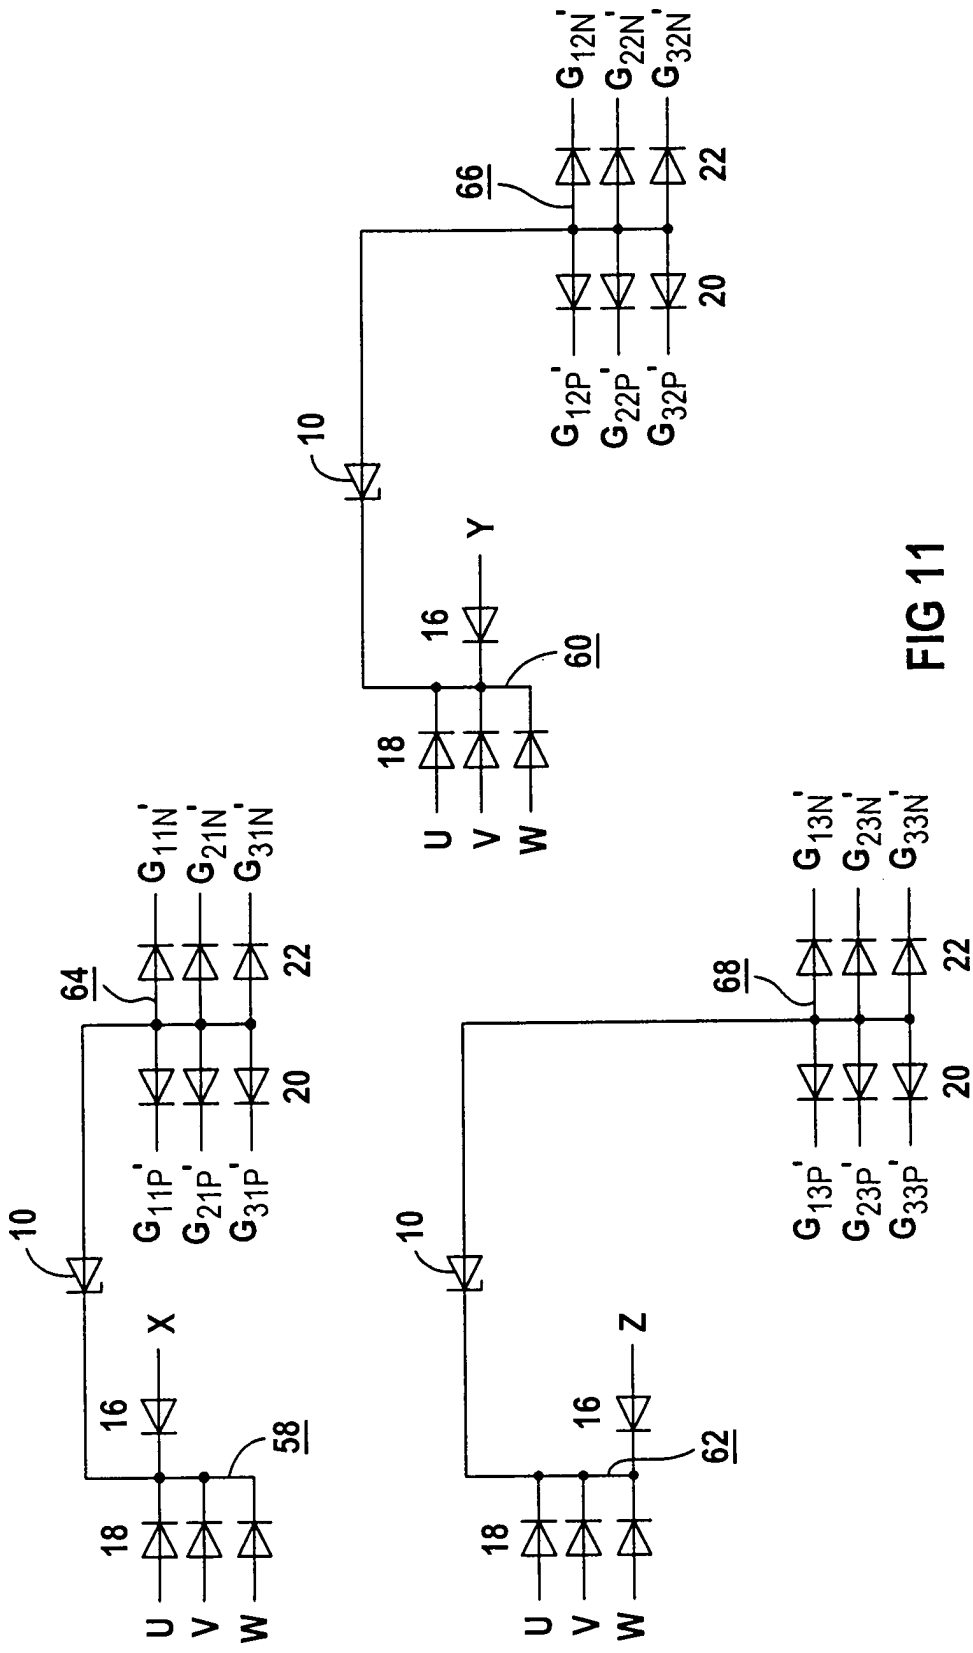 10
64
G11P' G11N'
G21P' G21N'
G31P' G31N'
20 22
18 16
U X
V
W
58
10
66
G12P' G12N'
G22P' G22N'
G32P' G32N'
20 22
18 16
U
V Y
W
60
10
68
G13P' G13N'
G23P' G23N'
G33P' G33N'
20 22
18 16
U
V
W Z
62
FIG 11